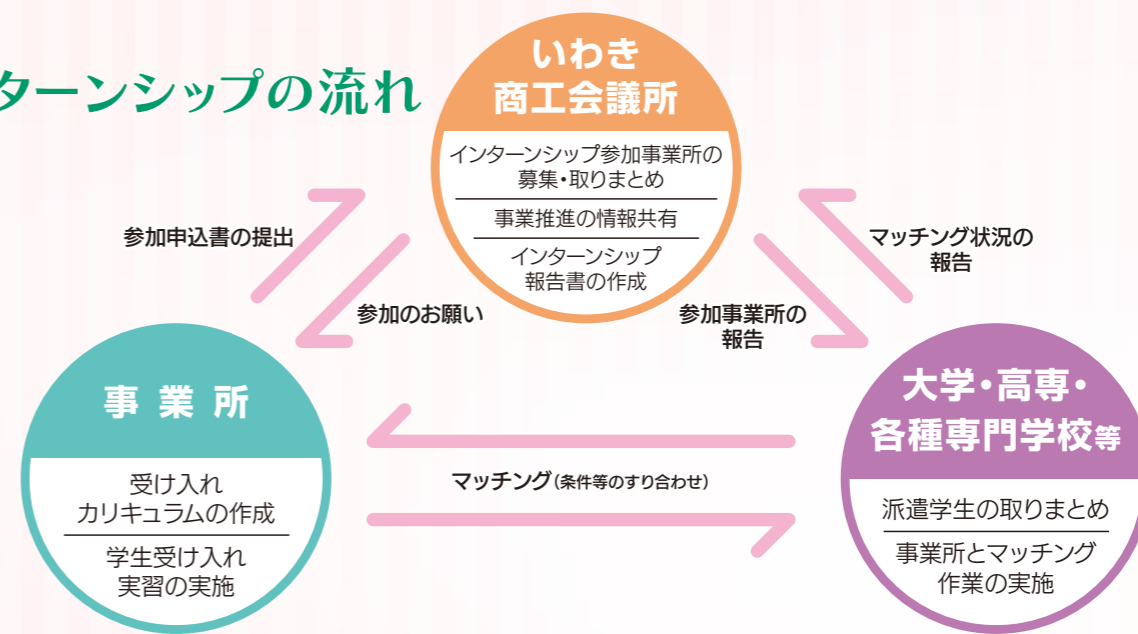 ターンシップの流れ
いわき
商工会議所
インターンシップ参加事業所の
募集・取りまとめ
事業推進の情報共有
インターンシップ
報告書の作成
参加申込書の提出
参加のお願い
参加事業所の
報告
マッチング状況の
報告
事業所
受け入れ
カリキュラムの作成
学生受け入れ
実習の実施
マッチング(条件等のすり合わせ)
大学・高専・
各種専門学校等
派遣学生の取りまとめ
事業所とマッチング
作業の実施